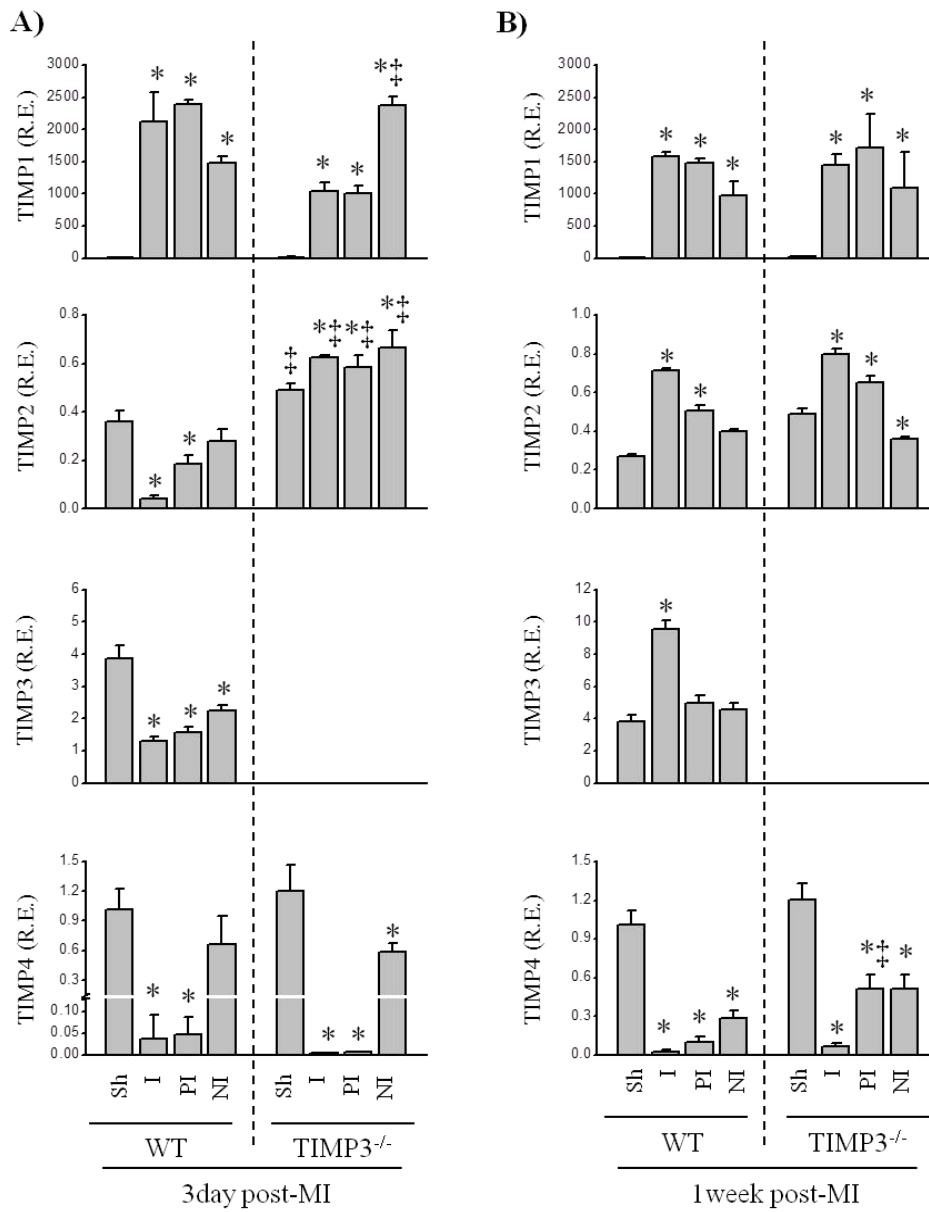 A)
B)
TIMP1 (R.E.)
3000
2500
2000
1500
1000
500
0
* * *
* * *‡
TIMP1 (R.E.)
3000
2500
2000
1500
1000
500
0
* * *
* * *
TIMP2 (R.E.)
0.8
0.6
0.4
0.2
0.0
* *
‡ *‡ *‡ *‡
TIMP2 (R.E.)
1.0
0.8
0.6
0.4
0.2
0.0
* *
* * *
TIMP3 (R.E.)
6
5
4
3
2
1
0
* * *
TIMP3 (R.E.)
12
10
8
6
4
2
0
*
TIMP4 (R.E.)
1.5
1.2
0.9
0.6
0.3
0.10
0.05
0.00
* *
* * *
TIMP4 (R.E.)
1.5
1.2
0.9
0.6
0.3
0.0
* * *
* *‡ *
Sh I PI NI Sh I PI NI
WT TIMP3-/-
3day post-MI
Sh I PI NI Sh I PI NI
WT TIMP3-/-
1week post-MI